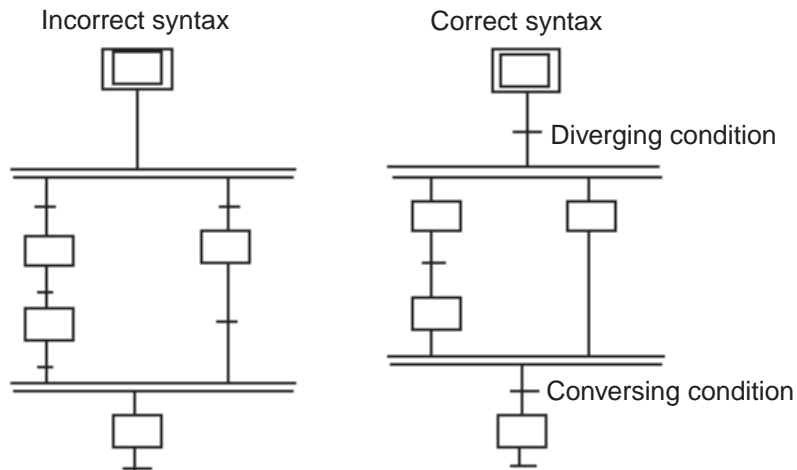 Incorrect syntax
Correct syntax
Diverging condition
Conversing condition